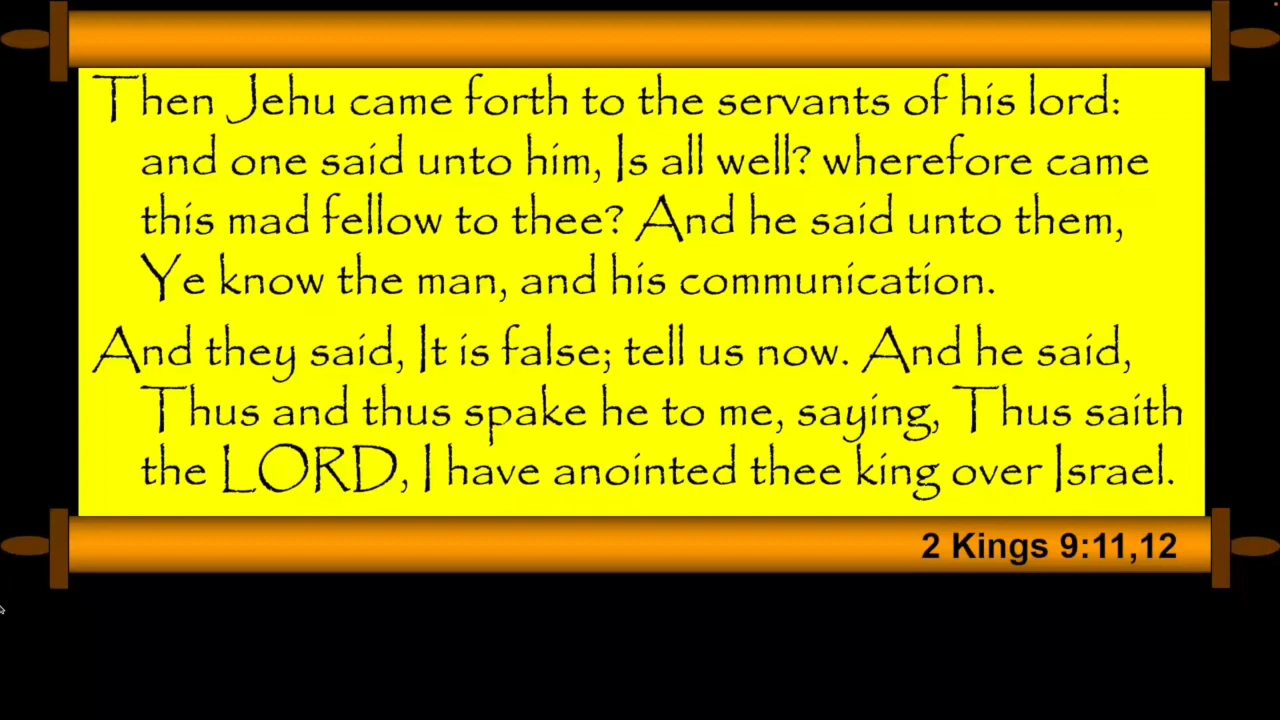 Then Jehu came forth to the servants of his lord:
and one said unto him, Is all well? wherefore came
this mad fellow to thee? And he said unto them,
Ye know the man, and his communication.
And they said, It is false; tell us now. And he said,
Thus and thus spake he to me, saying, Thus saith
the LORD, I have anointed thee king over Israel.
2 Kings 9:11,12